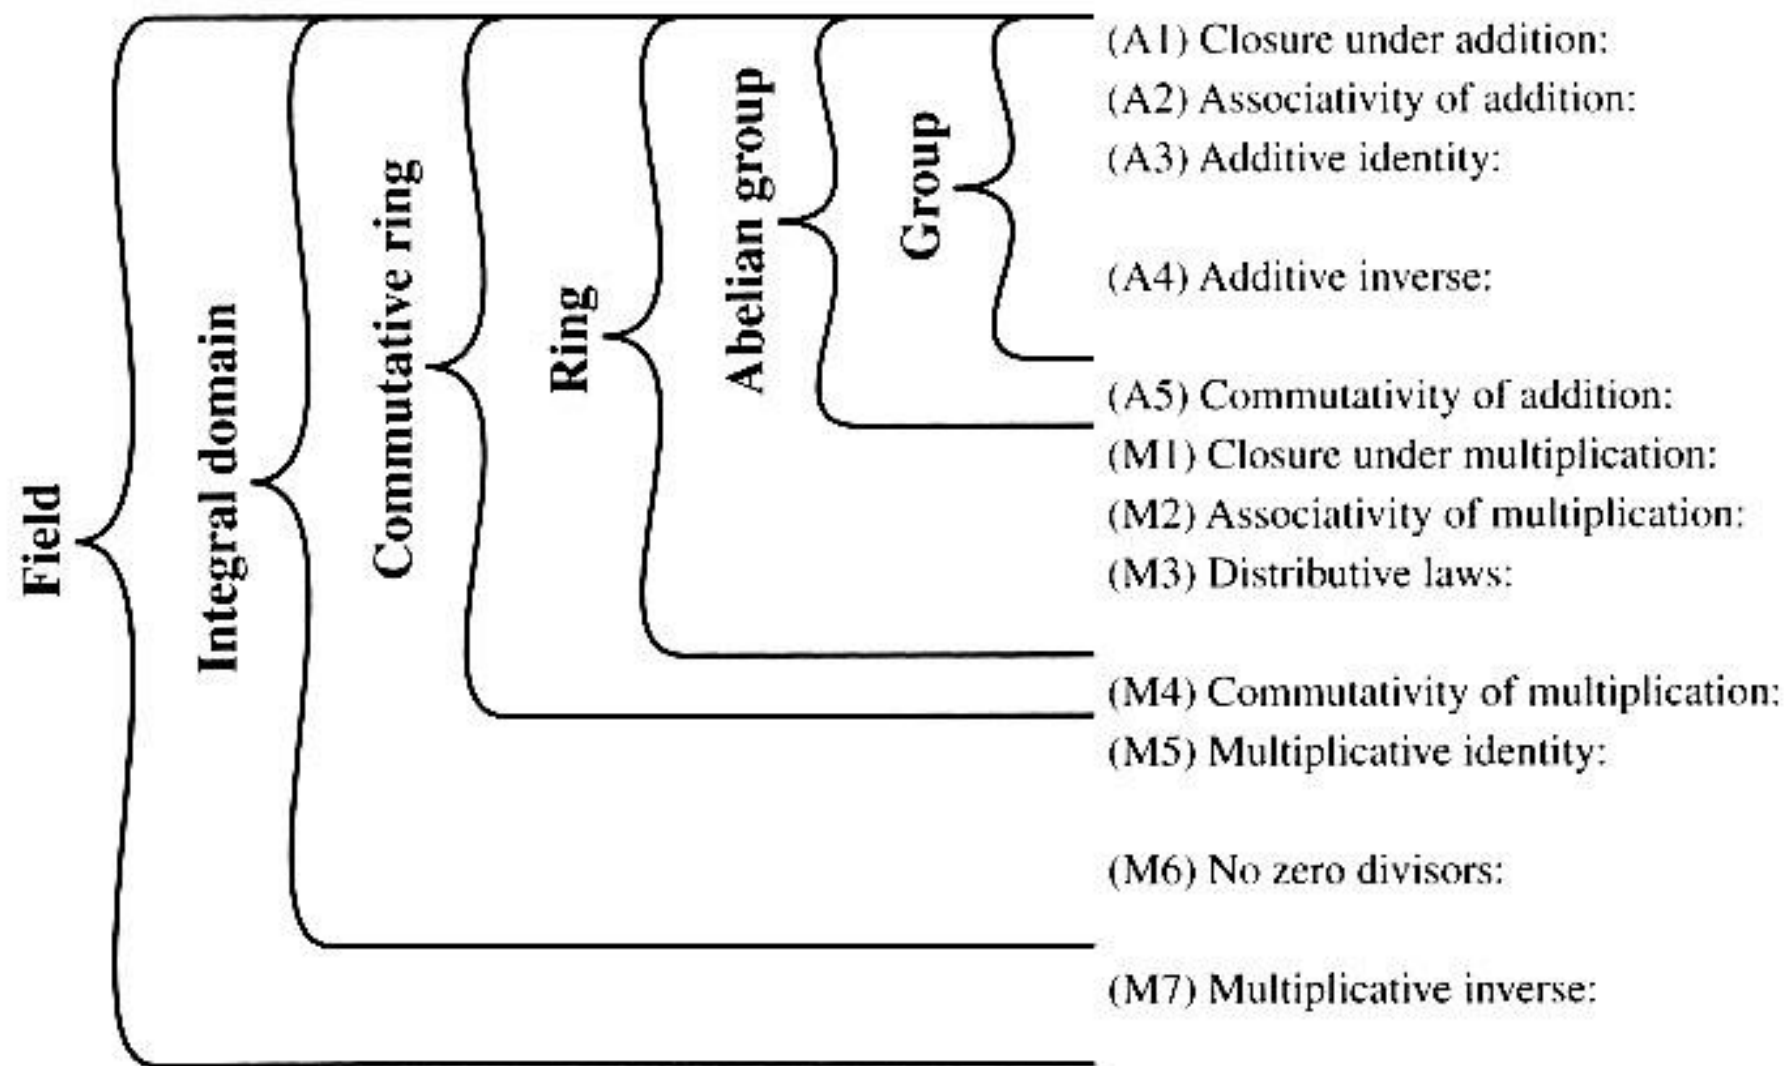 Field
Integral domain
Commutative ring
Ring
Abelian group
Group
(A1) Closure under addition:
(A2) Associativity of addition:
(A3) Additive identity:
(A4) Additive inverse:
(A5) Commutativity of addition:
(M1) Closure under multiplication:
(M2) Associativity of multiplication:
(M3) Distributive laws:
(M4) Commutativity of multiplication:
(M5) Multiplicative identity:
(M6) No zero divisors:
(M7) Multiplicative inverse: